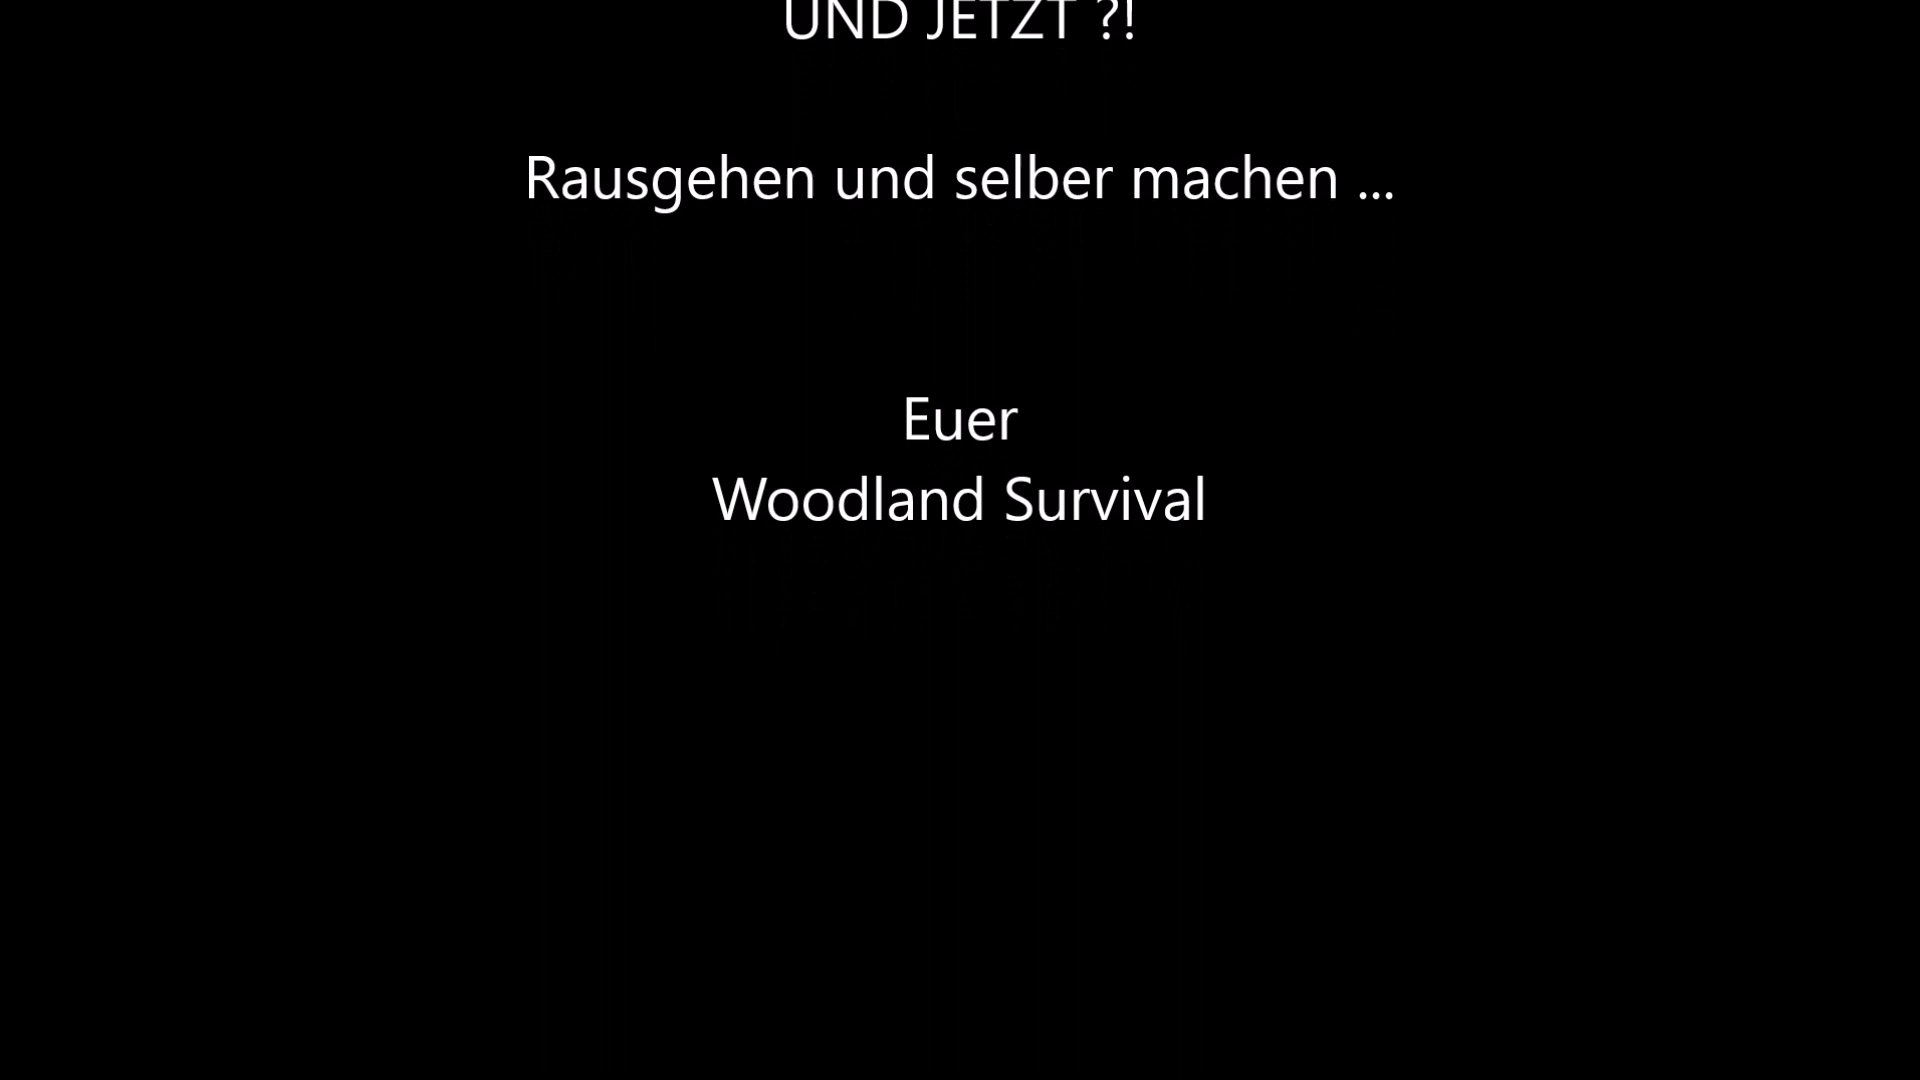 UND JETZT ?!
Rausgehen und selber machen ...
Euer
Woodland Survival